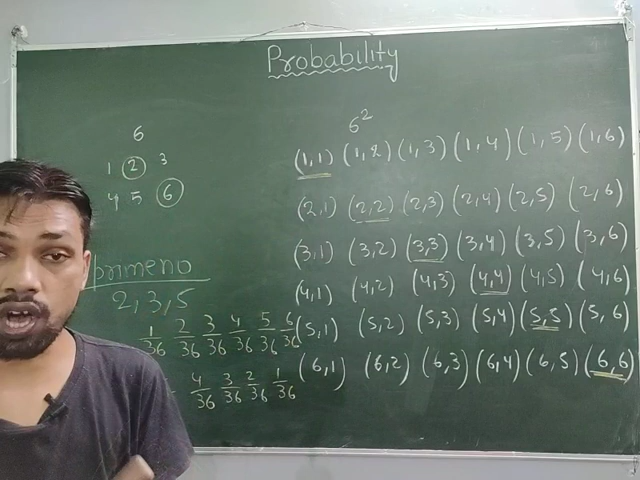 Probability
6
1 2 3
4 5 6
prime no
2, 3, 5
1/36 2/36 3/36 4/36 5/36 6/36
4/36 3/36 2/36 1/36
6²
(1,1) (1,2) (1,3) (1,4) (1,5) (1,6)
(2,1) (2,2) (2,3) (2,4) (2,5) (2,6)
(3,1) (3,2) (3,3) (3,4) (3,5) (3,6)
(4,1) (4,2) (4,3) (4,4) (4,5) (4,6)
(5,1) (5,2) (5,3) (5,4) (5,5) (5,6)
(6,1) (6,2) (6,3) (6,4) (6,5) (6,6)